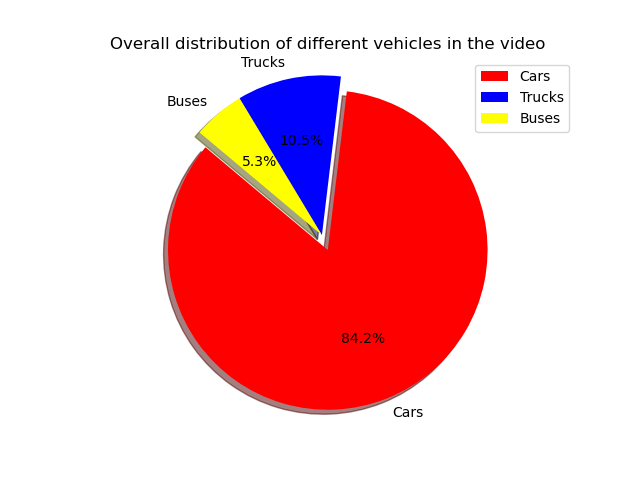 Overall distribution of different vehicles in the video
Trucks
Buses
10.5%
5.3%
84.2%
Cars
Cars
Trucks
Buses